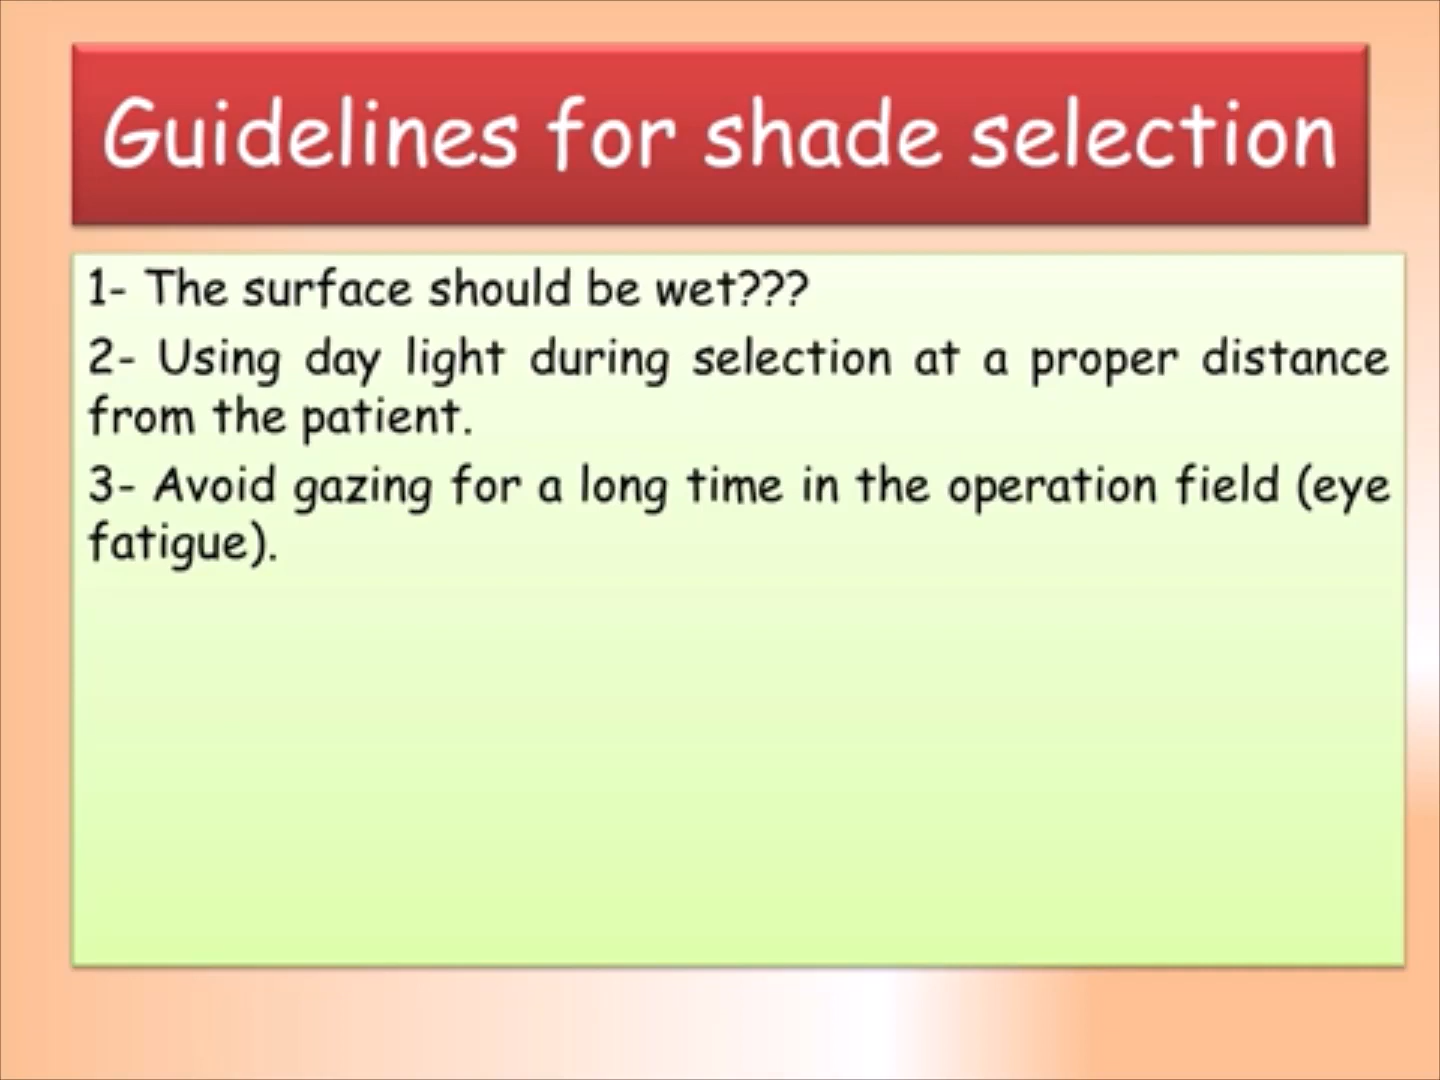 Guidelines for shade selection
1- The surface should be wet???
2- Using day light during selection at a proper distance
from the patient.
3- Avoid gazing for a long time in the operation field (eye
fatigue).